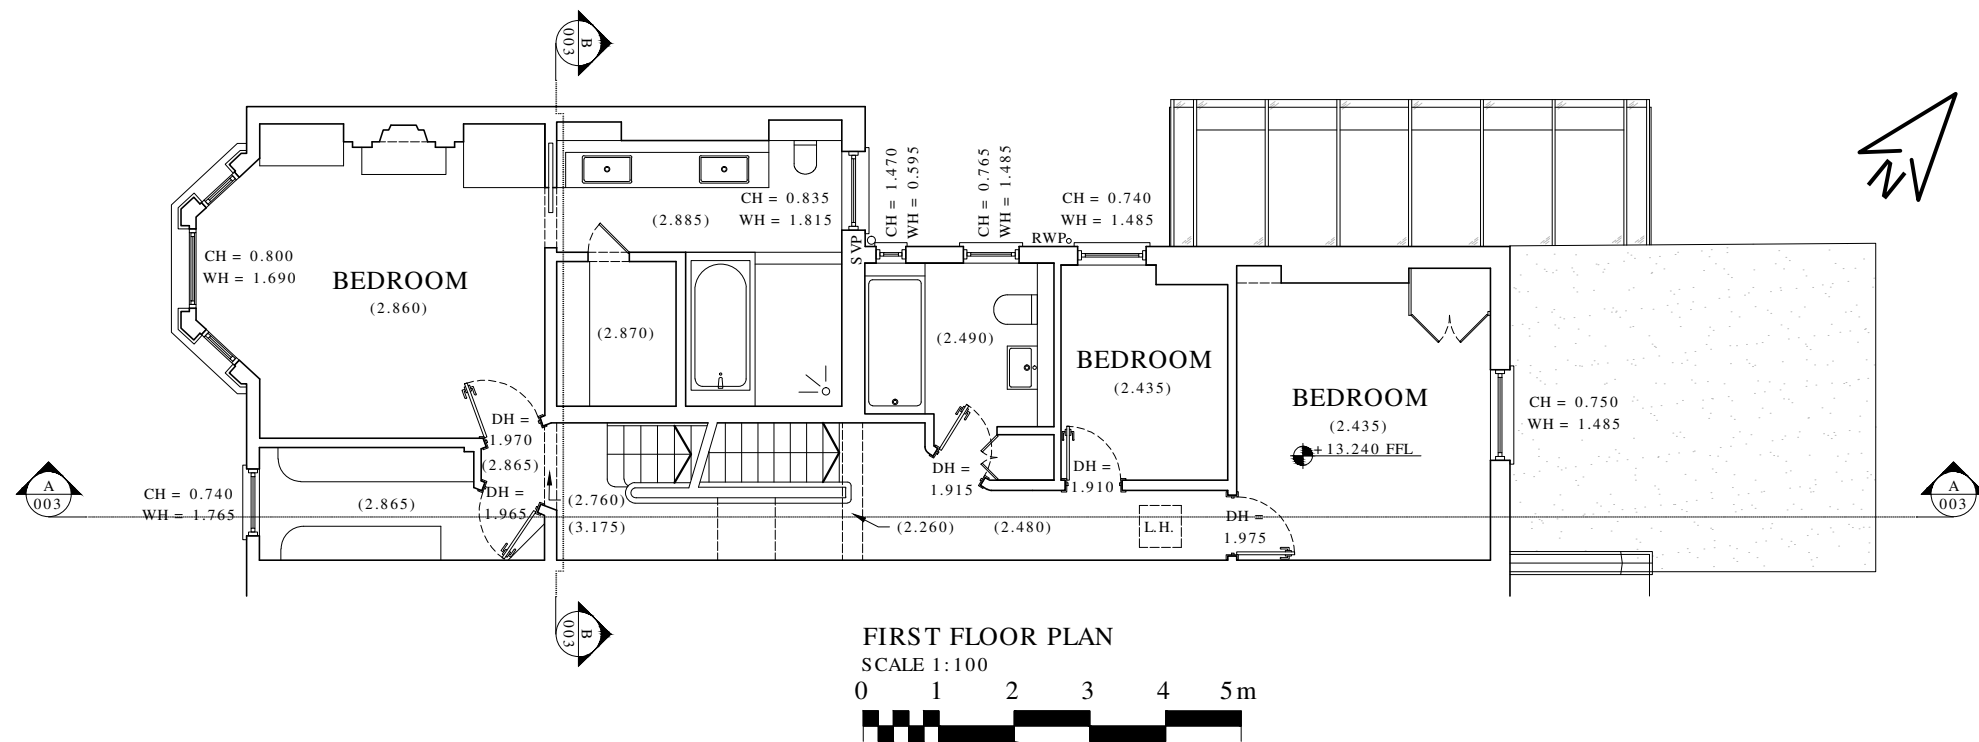 B
003
N
CH = 1.470
WH = 0.595
CH = 0.765
WH = 1.485
CH = 0.835
WH = 1.815
(2.885)
CH = 0.740
WH = 1.485
RWP
SVP
CH = 0.800
WH = 1.690
BEDROOM
(2.860)
(2.870)
(2.490)
BEDROOM
(2.435)
BEDROOM
(2.435)
+13.240 FFL
CH = 0.750
WH = 1.485
DH =
1.970
(2.865)
DH =
1.965
DH =
1.915
DH =
1.910
A
003
CH = 0.740
WH = 1.765
(2.865)
(2.760)
(3.175)
(2.260)
(2.480)
L.H.
DH =
1.975
A
003
B
003
FIRST FLOOR PLAN
SCALE 1:100
0 1 2 3 4 5m